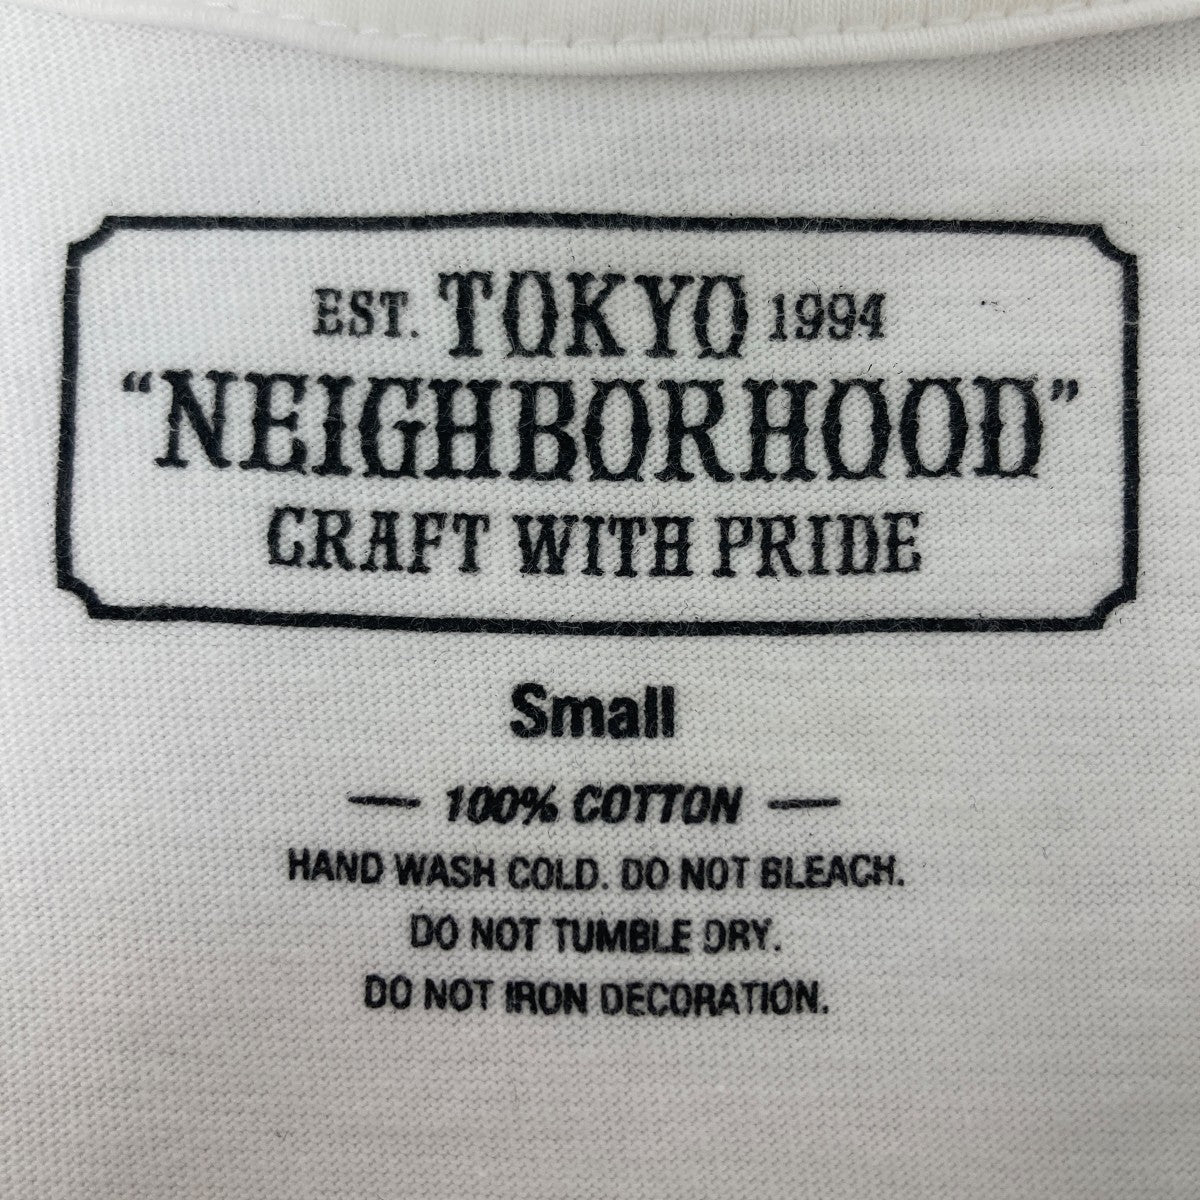 EST. TOKYO 1994
“NEIGHBORHOOD”
CRAFT WITH PRIDE
Small
— 100% COTTON —
HAND WASH COLD. DO NOT BLEACH.
DO NOT TUMBLE DRY.
DO NOT IRON DECORATION.